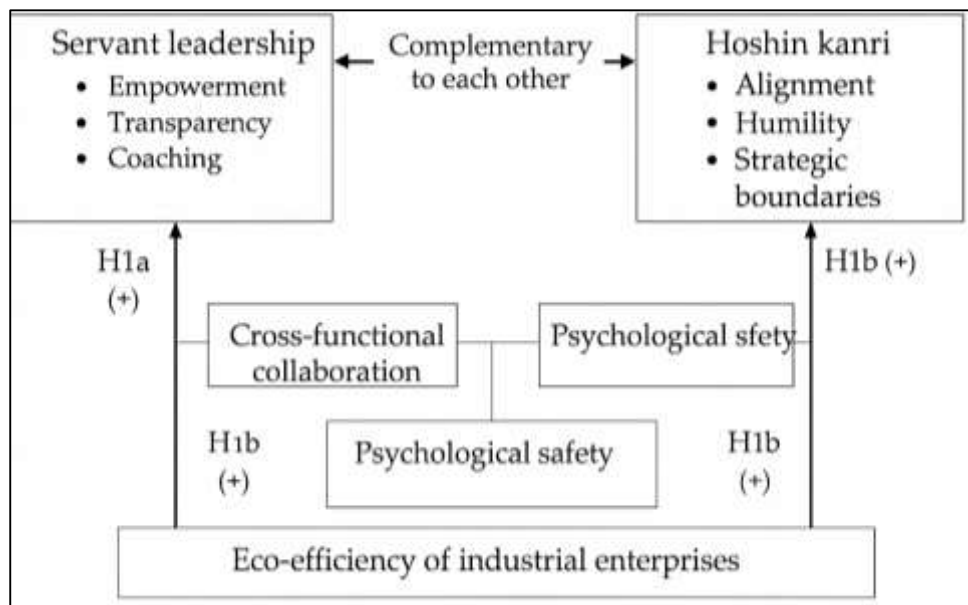 Servant leadership
• Empowerment
• Transparency
• Coaching
Complementary
to each other
Hoshin kanri
• Alignment
• Humility
• Strategic
boundaries
H1a
(+)
H1b (+)
Cross-functional
collaboration
Psychological sfety
Psychological safety
H1b
(+)
H1b
(+)
Eco-efficiency of industrial enterprises